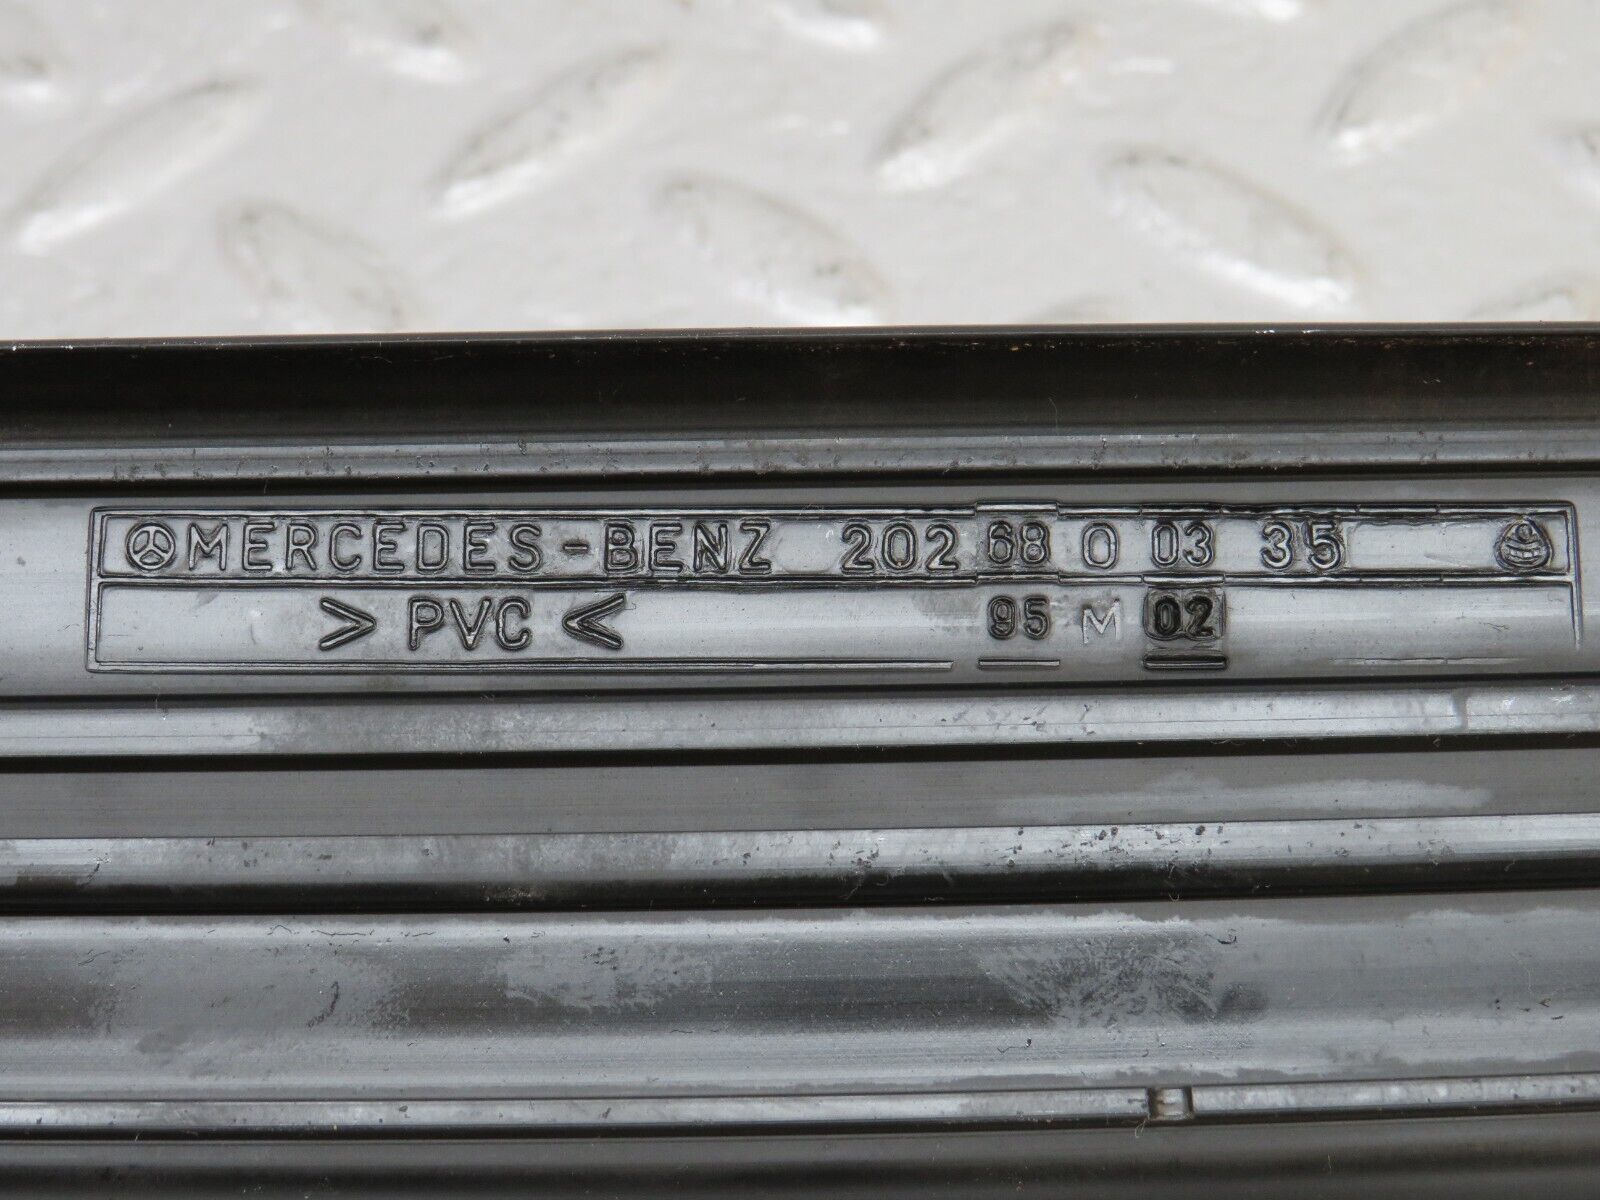 MERCEDES-BENZ 202 68 0 03 35
> PVC < 95 M 02